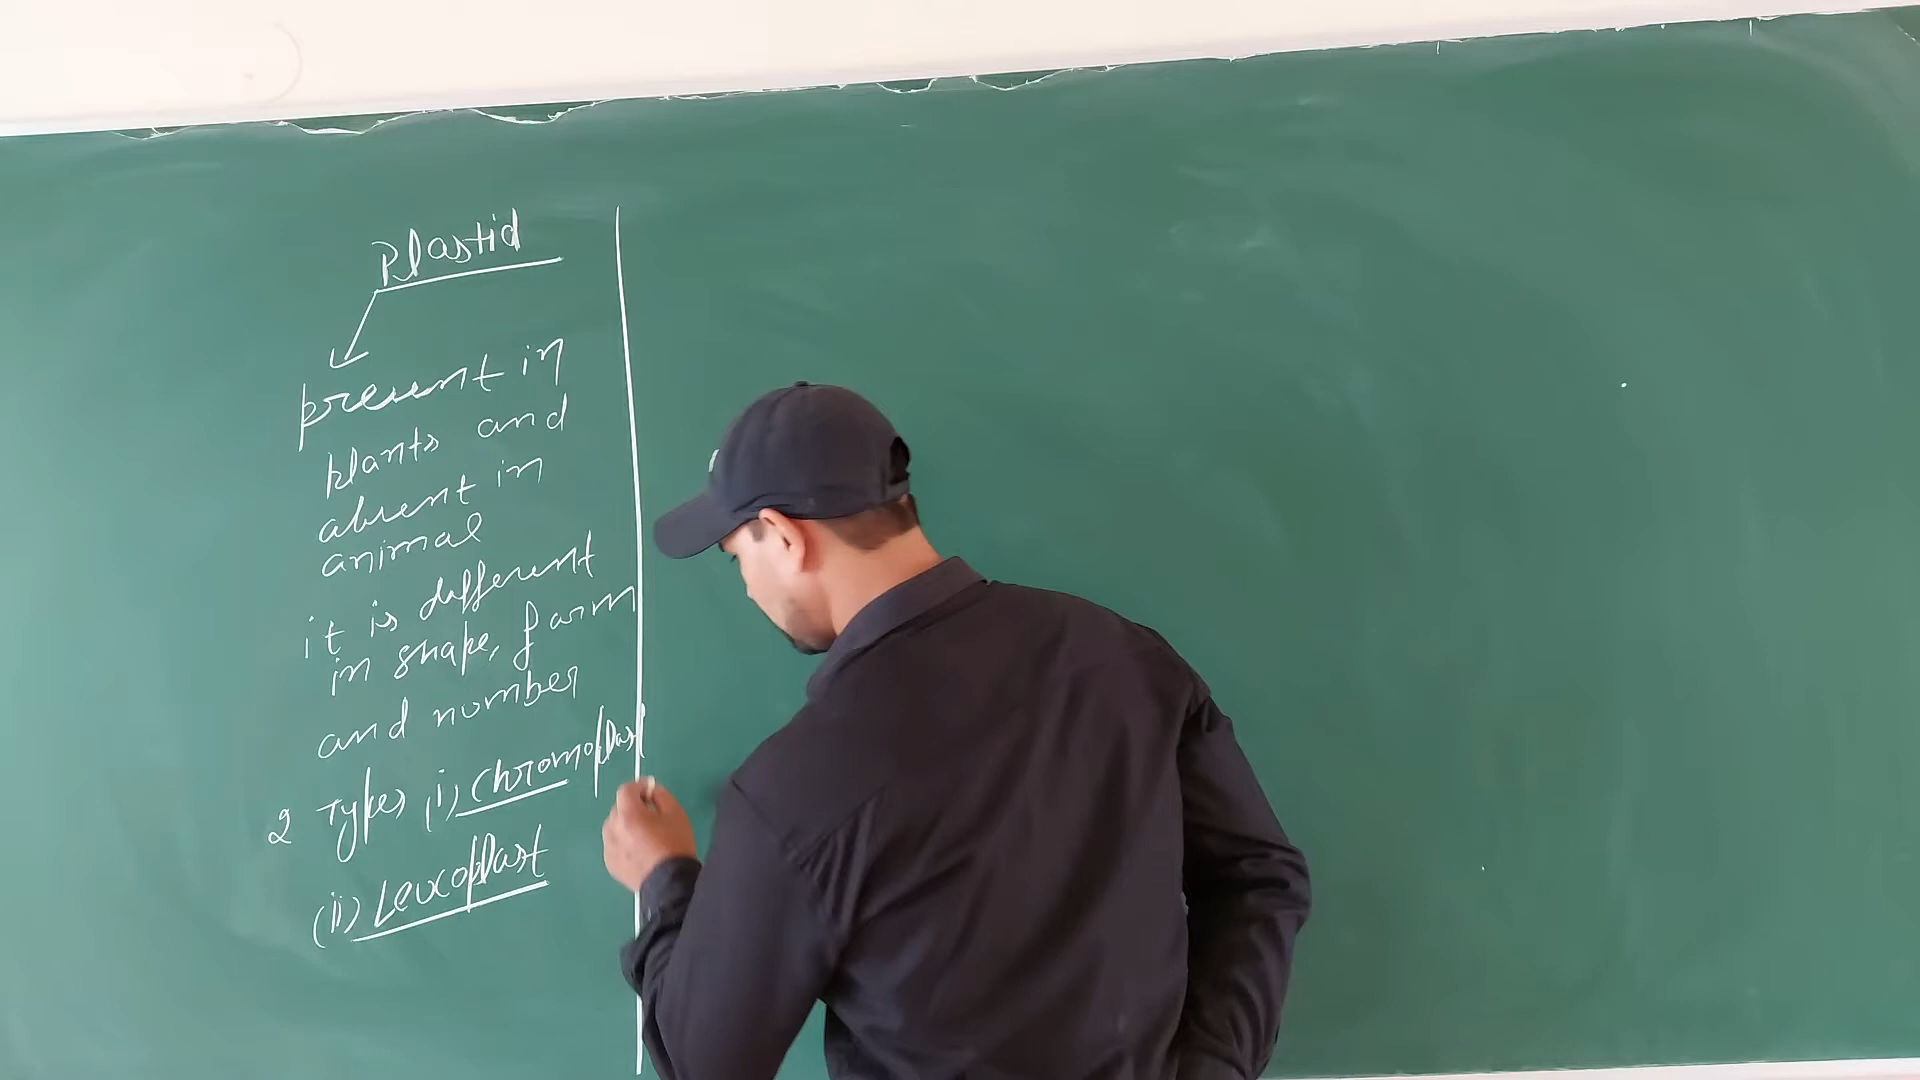 Plastid
present in
plants and
absent in
animal
it is different
in shape, farm
and number
2 Types (i) chromoplast
(ii) Leucoplast